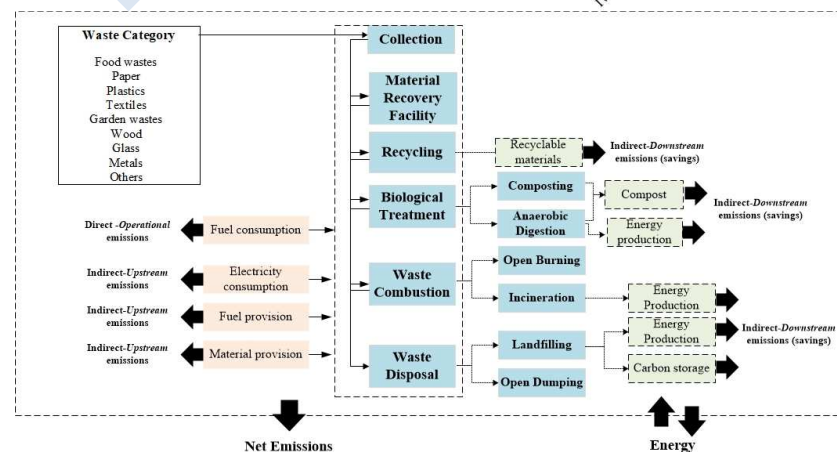 Waste Category
Food wastes
Paper
Plastics
Textiles
Garden wastes
Wood
Glass
Metals
Others
Collection
Material
Recovery
Facility
Recycling
Recyclable
materials
Indirect-Downstream
emissions (savings)
Biological
Treatment
Composting
Anaerobic
Digestion
Compost
Energy
production
Indirect-Downstream
emissions (savings)
Direct -Operational
emissions
Fuel consumption
Indirect-Upstream
emissions
Electricity
consumption
Indirect-Upstream
emissions
Fuel provision
Indirect-Upstream
emissions
Material provision
Waste
Combustion
Open Burning
Incineration
Energy
Production
Waste
Disposal
Landfilling
Open Dumping
Energy
Production
Carbon storage
Indirect-Downstream
emissions (savings)
Net Emissions
Energy